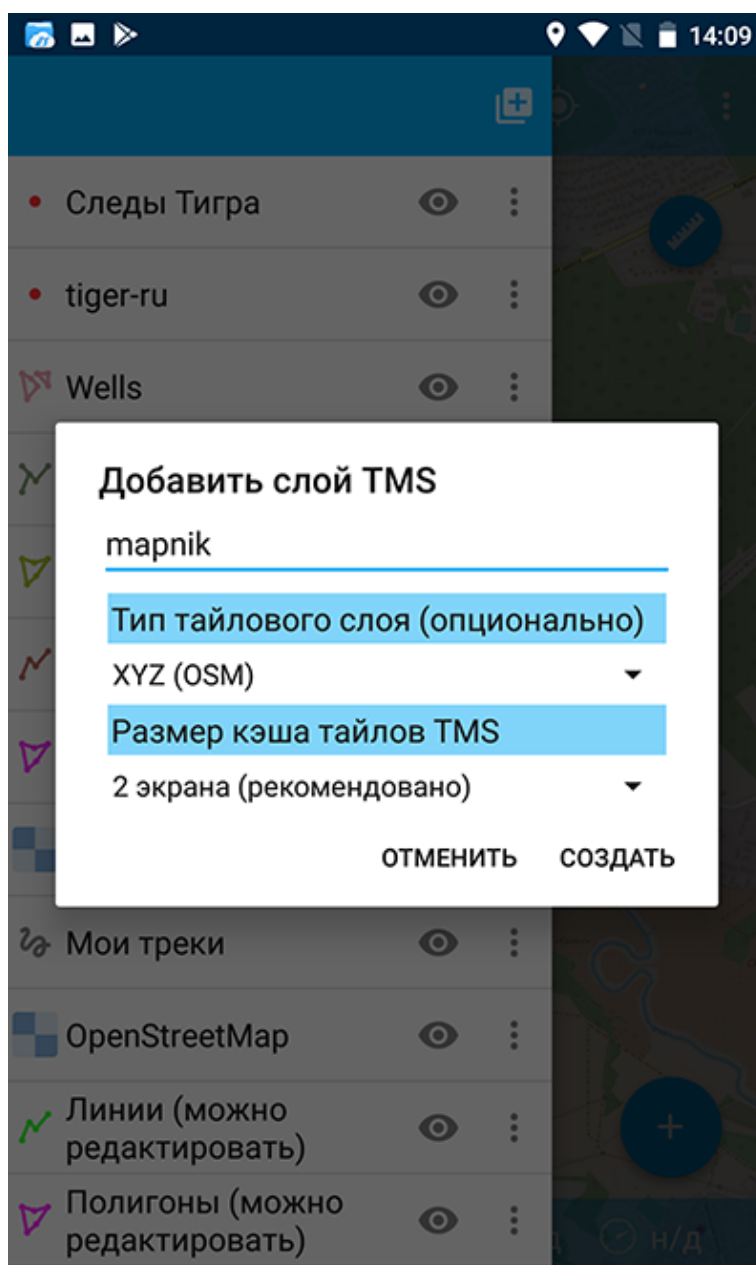 14:09
Следы Тигра
tiger-ru
Wells
Добавить слой TMS
mapnik
Тип тайлового слоя (опционально)
XYZ (OSM)
Размер кэша тайлов TMS
2 экрана (рекомендовано)
ОТМЕНИТЬ СОЗДАТЬ
Мои треки
OpenStreetMap
Линии (можно
редактировать)
Полигоны (можно
редактировать)
н/д